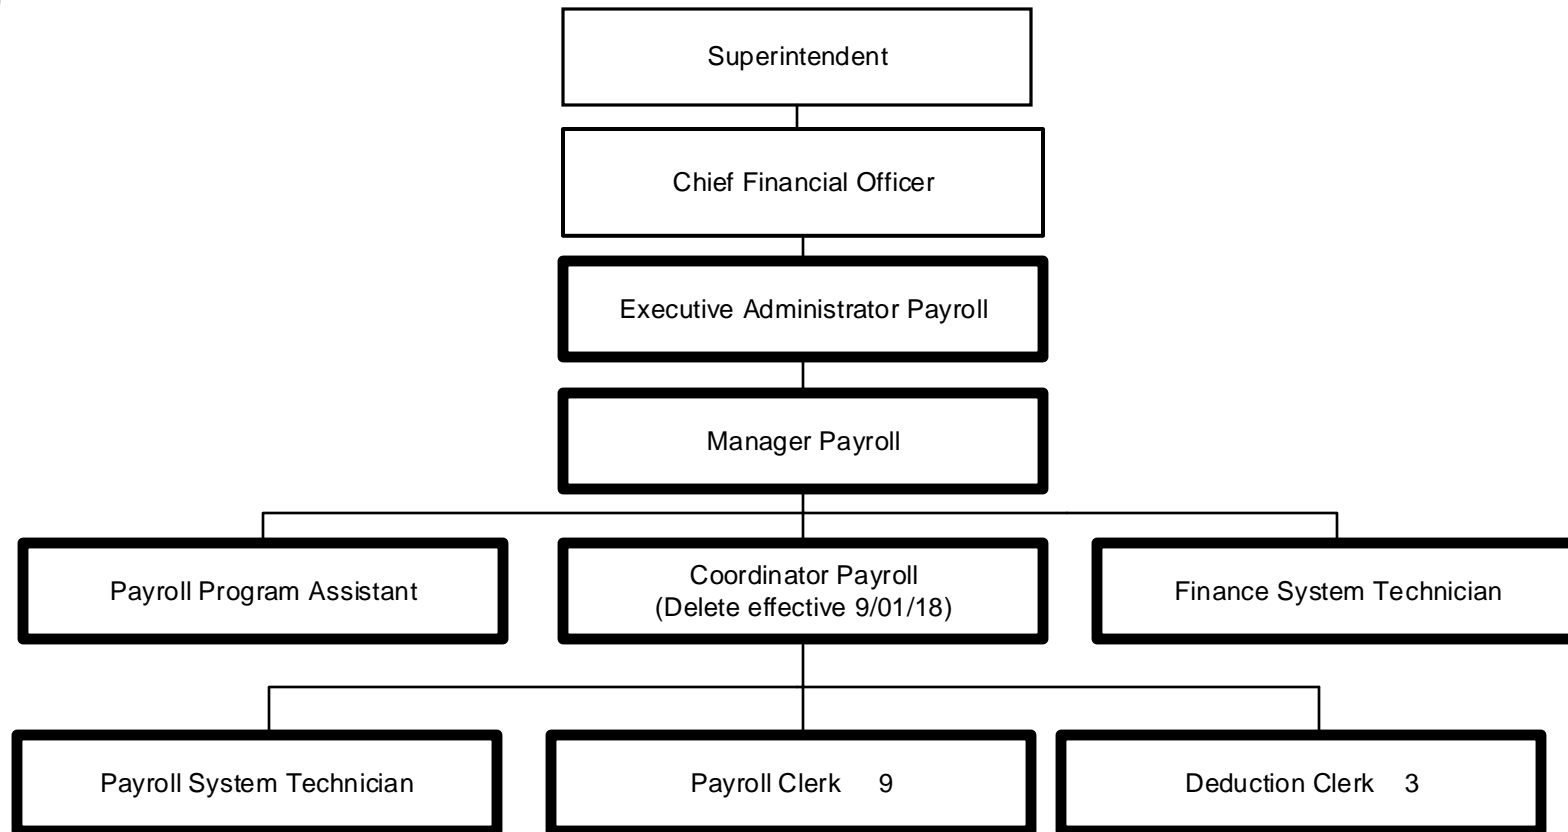 Superintendent
Chief Financial Officer
Executive Administrator Payroll
Manager Payroll
Payroll Program Assistant
Coordinator Payroll
(Delete effective 9/01/18)
Finance System Technician
Payroll System Technician
Payroll Clerk 9
Deduction Clerk 3